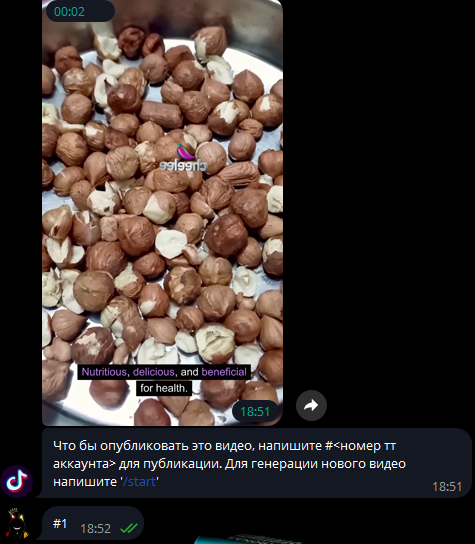 00:02
cheelee
Nutritious, delicious, and beneficial
for health.
18:51
Что бы опубликовать это видео, напишите #<номер тт
аккаунта> для публикации. Для генерации нового видео
напишите '/start'
18:51
#1
18:52